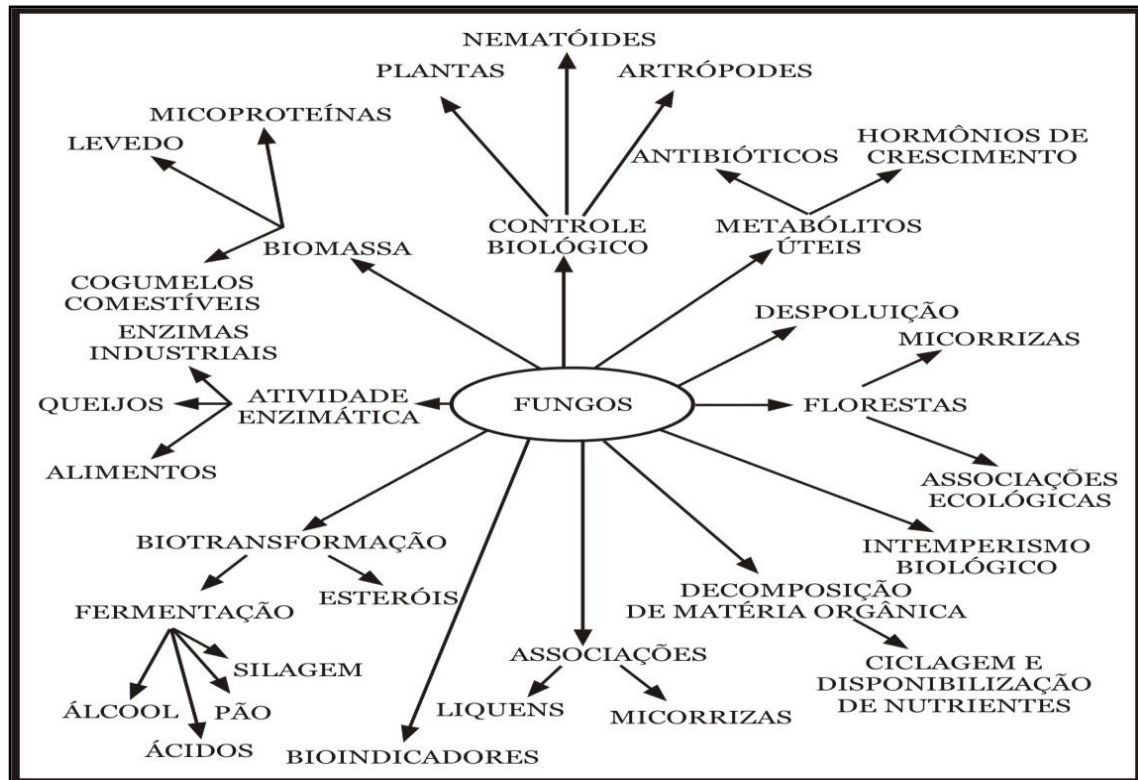 NEMATÓIDES
PLANTAS
ARTRÓPODES
MICOPROTEÍNAS
LEVEDO
HORMÔNIOS DE
CRESCIMENTO
ANTIBIÓTICOS
CONTROLE
BIOLÓGICO
METABÓLITOS
ÚTEIS
BIOMASSA
COGUMELOS
COMESTÍVEIS
DESPOLUIÇÃO
ENZIMAS
INDUSTRIAIS
MICORRIZAS
QUEIJOS
ATIVIDADE
ENZIMÁTICA
FUNGOS
FLORESTAS
ALIMENTOS
ASSOCIAÇÕES
ECOLÓGICAS
BIOTRANSFORMAÇÃO
INTEMPERISMO
BIOLÓGICO
ESTERÓIS
DECOMPOSIÇÃO
DE MATÉRIA ORGÂNICA
FERMENTAÇÃO
SILAGEM
ASSOCIAÇÕES
CICLAGEM E
DISPONIBILIZAÇÃO
DE NUTRIENTES
ÁLCOOL
PÃO
LIQUENS
MICORRIZAS
ÁCIDOS
BIOINDICADORES